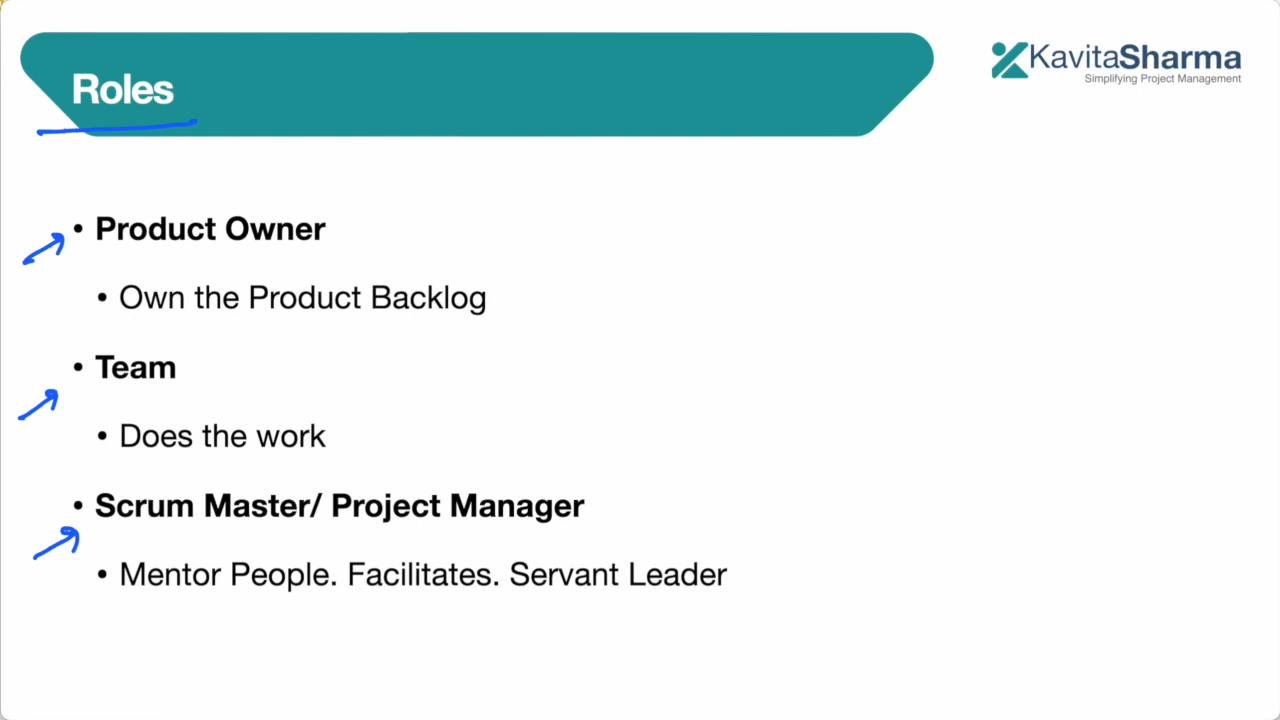 Roles
KavitaSharma
Simplifying Project Management
• Product Owner
• Own the Product Backlog
• Team
• Does the work
• Scrum Master/ Project Manager
• Mentor People. Facilitates. Servant Leader